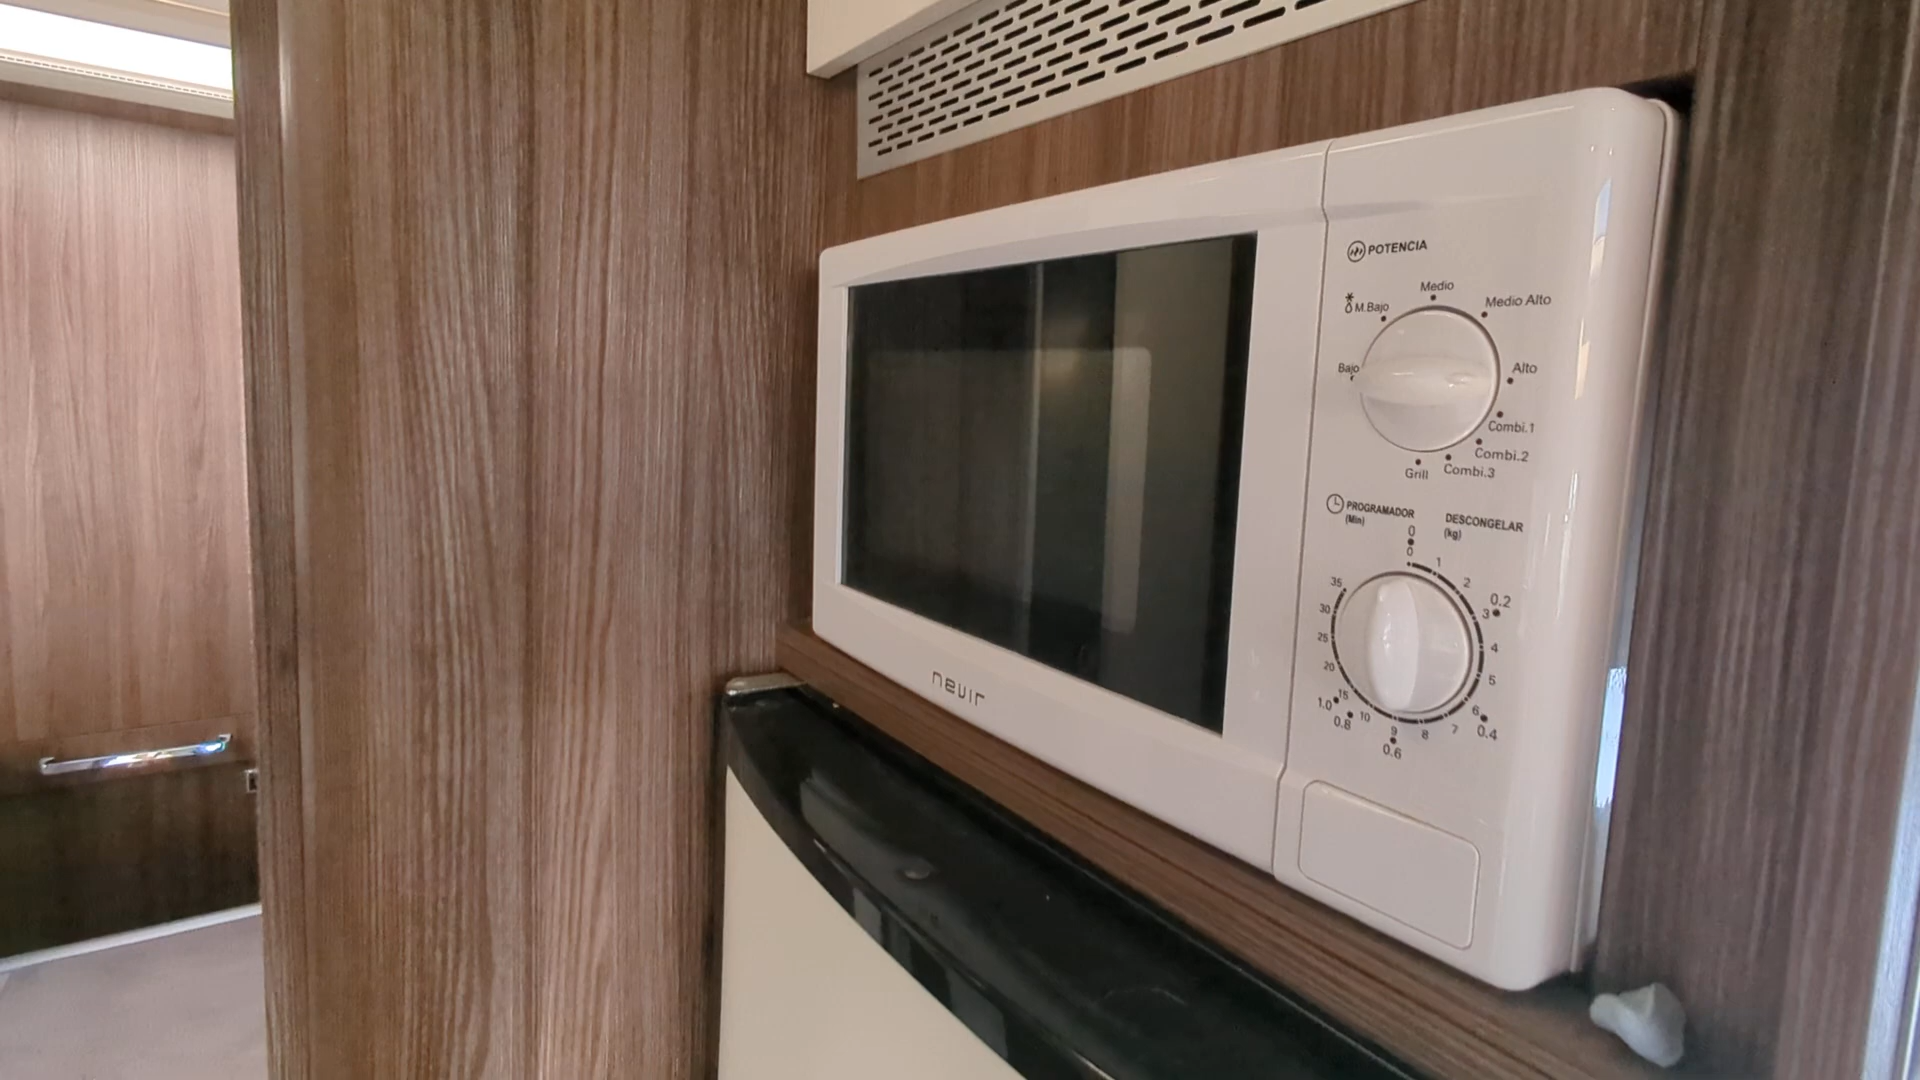 POTENCIA
Medio
M.Bajo
Medio Alto
Bajo
Alto
Combi.1
Combi.2
Combi.3
Grill
PROGRAMADOR
(Min)
DESCONGELAR
(kg)
0
0
1
2
0.2
3
4
5
6
0.4
7
8
9
0.6
10
0.8
15
1.0
20
25
30
35
nevir